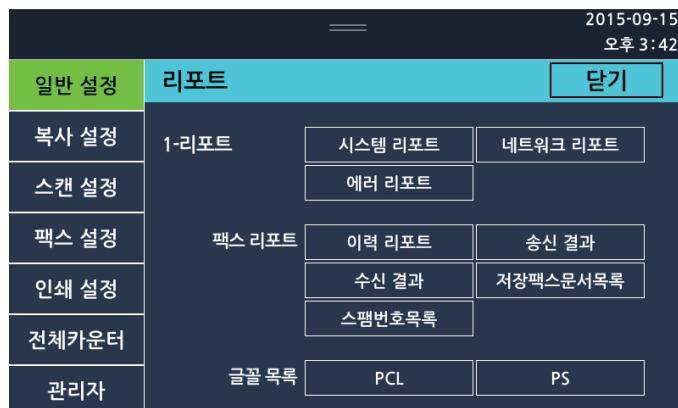 2015-09-15
오후 3:42
일반 설정
리포트
닫기
복사 설정
1-리포트
시스템 리포트
네트워크 리포트
스캔 설정
에러 리포트
팩스 설정
팩스 리포트
이력 리포트
송신 결과
인쇄 설정
수신 결과
저장팩스문서목록
스팸번호목록
전체카운터
관리자
글꼴 목록
PCL
PS